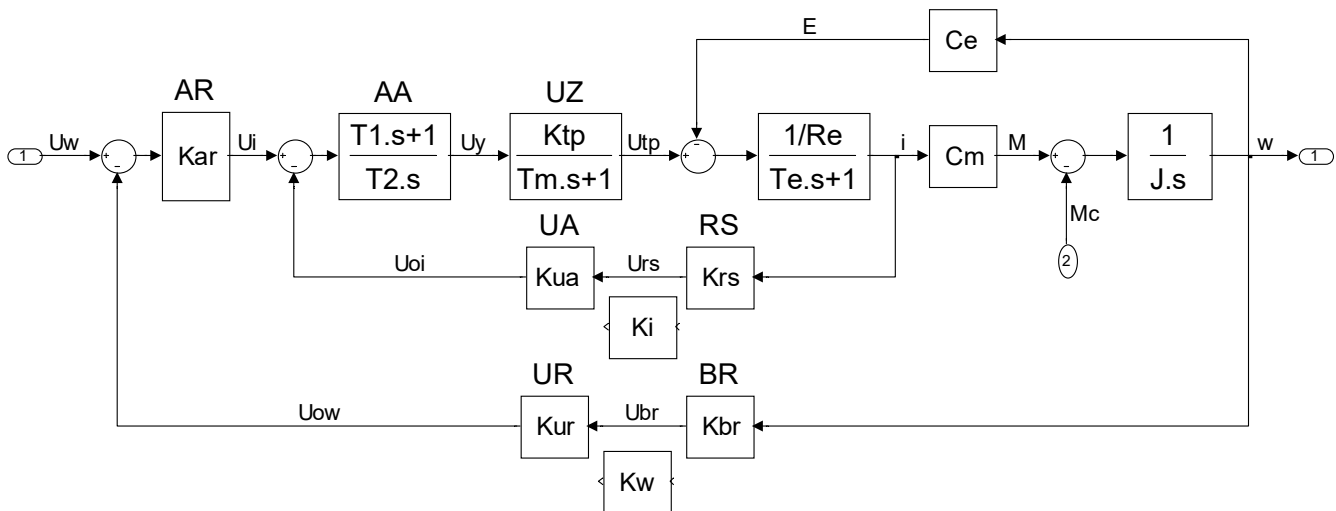 E
Ce
AR
AA
UZ
1
Uw
+
-
Kar
Ui
+
-
T1.s+1
T2.s
Uy
Ktp
Tm.s+1
Utp
+
-
1/Re
Te.s+1
i
Cm
M
+
-
1
J.s
w
1
Mc
2
UA
RS
Uoi
Kua
Urs
Krs
Ki
UR
BR
Uow
Kur
Ubr
Kbr
Kw